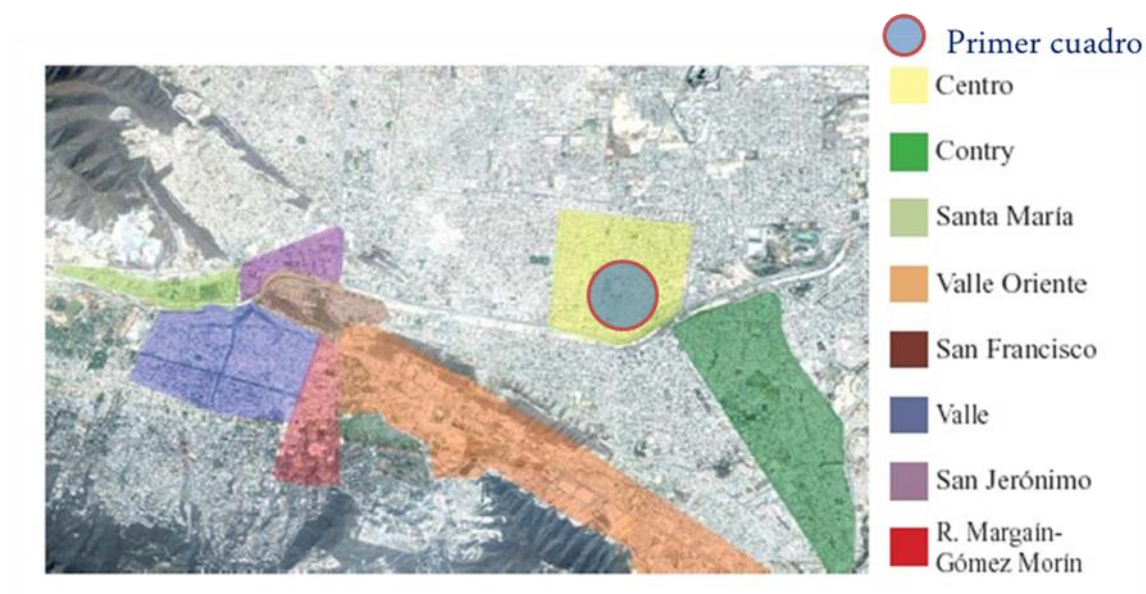 Primer cuadro
Centro
Contry
Santa María
Valle Oriente
San Francisco
Valle
San Jerónimo
R. Margaín-
Gómez Morín